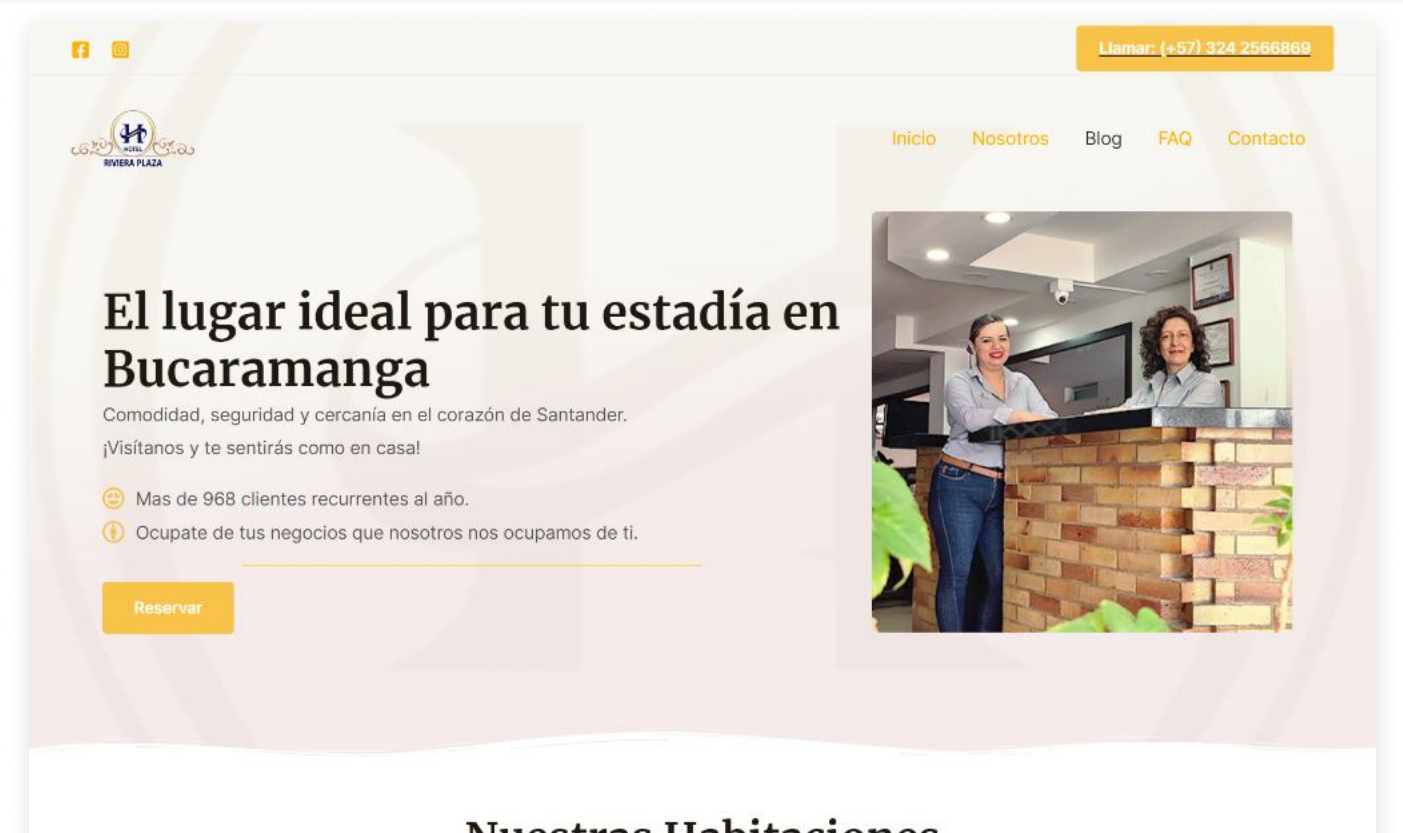 Llamar: (+57) 324 2566869
HOTEL
RIVIERA PLAZA
Inicio Nosotros Blog FAQ Contacto
El lugar ideal para tu estadía en
Bucaramanga
Comodidad, seguridad y cercanía en el corazón de Santander.
¡Visítanos y te sentirás como en casa!
Mas de 968 clientes recurrentes al año.
Ocupate de tus negocios que nosotros nos ocupamos de ti.
Reservar
Nuestras Habitaciones